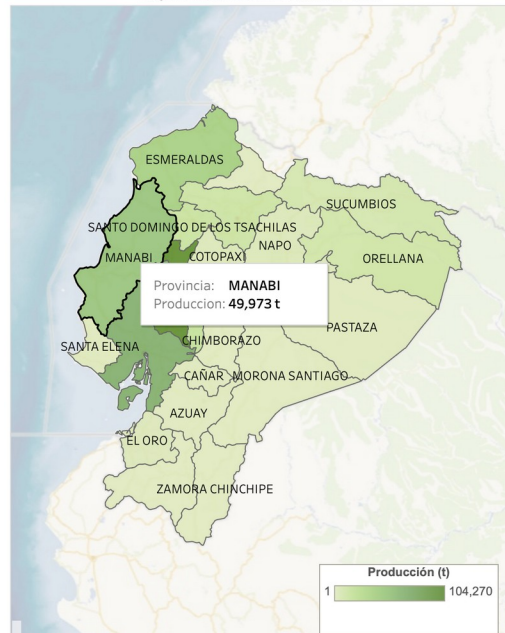 ESMERALDAS
SUCUMBIOS
SANTO DOMINGO DE LOS TSACHILAS
NAPO
MANABI
COTOPAXI
ORELLANA
Provincia: MANABI
Produccion: 49,973 t
PASTAZA
CHIMBORAZO
SANTA ELENA
CAÑAR
MORONA SANTIAGO
AZUAY
EL ORO
ZAMORA CHINCHIPE
Producción (t)
1 104,270